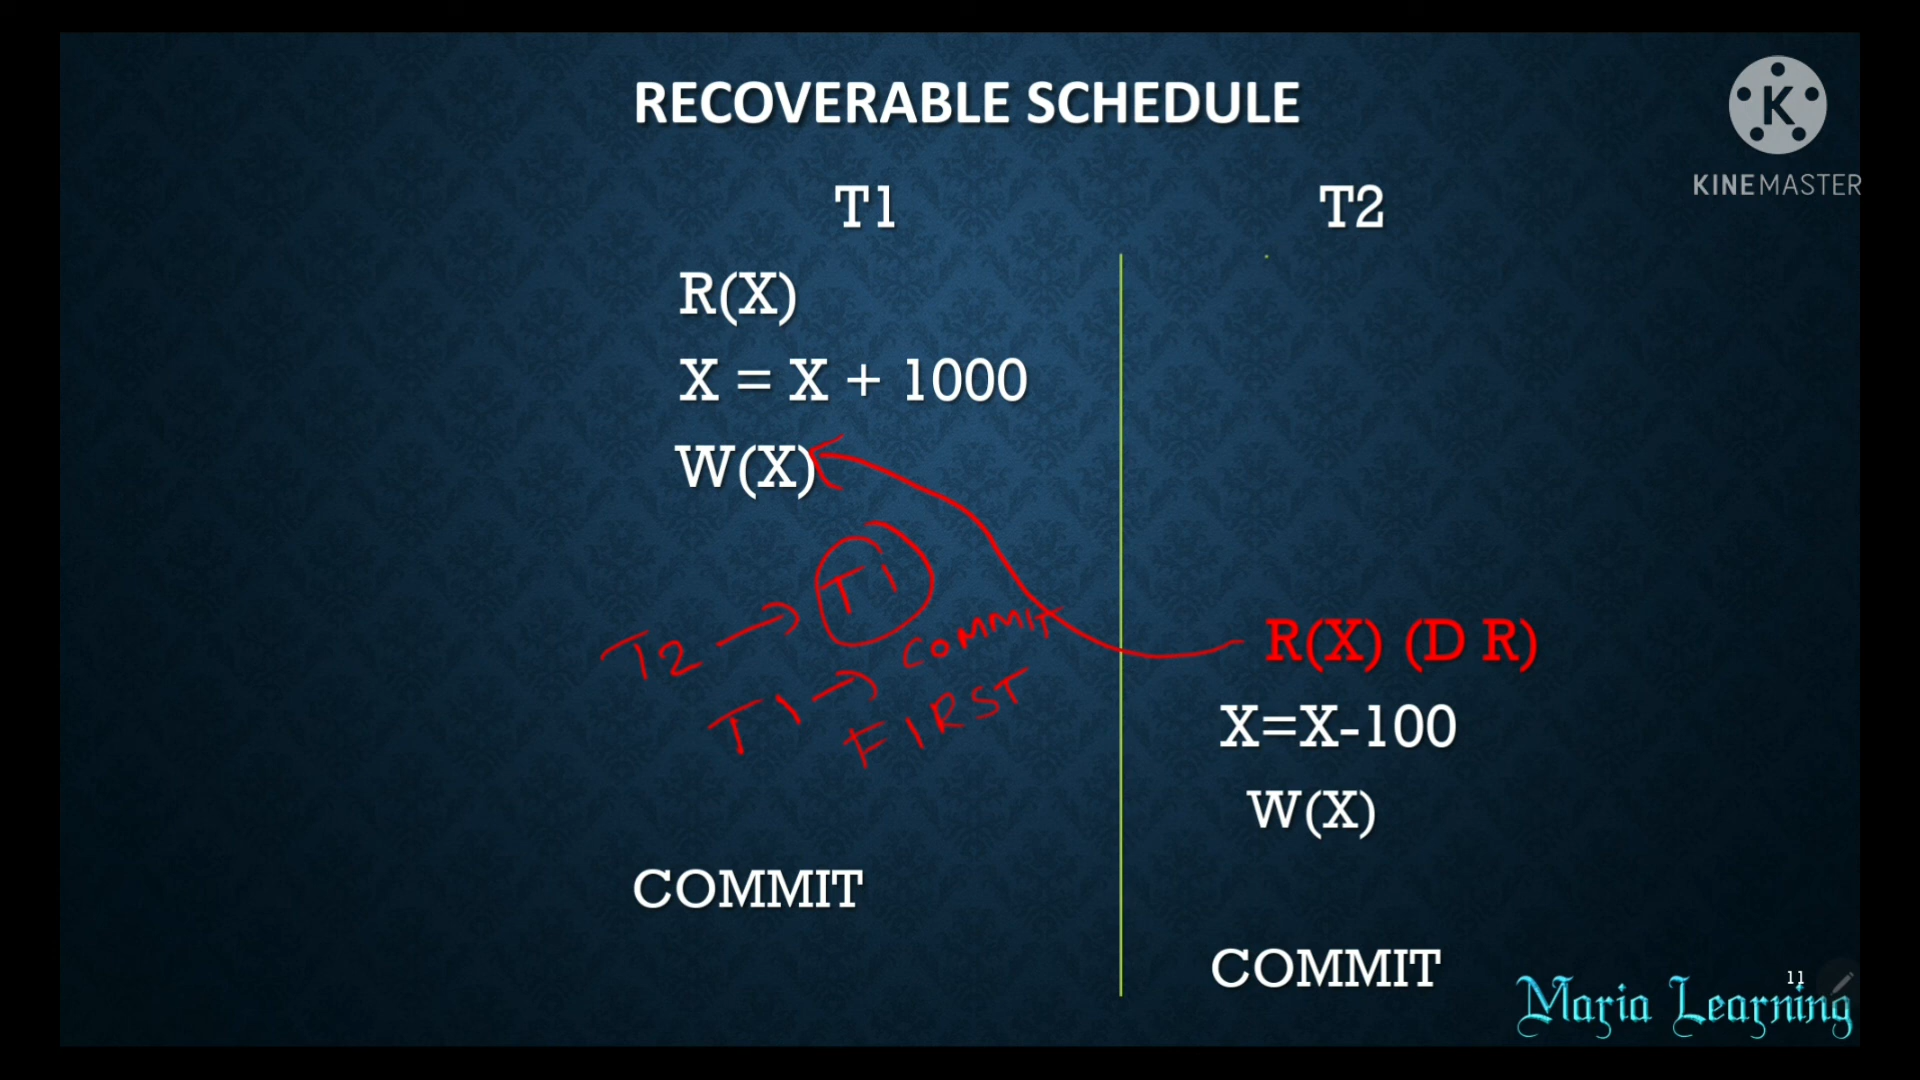 RECOVERABLE SCHEDULE
K
KINEMASTER
T1 T2
R(X)
X = X + 1000
W(X)
T2 → T1
T1 → COMMIT
FIRST
R(X) (D R)
X=X-100
W(X)
COMMIT
COMMIT
11
Maria Learning